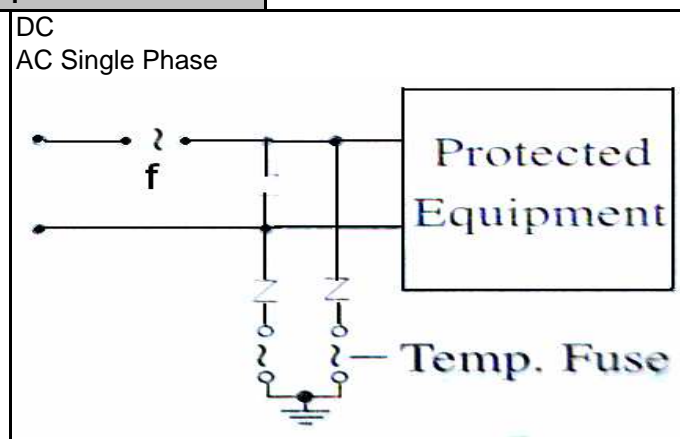 DC
AC Single Phase
f
Protected
Equipment
Z Z
Temp. Fuse